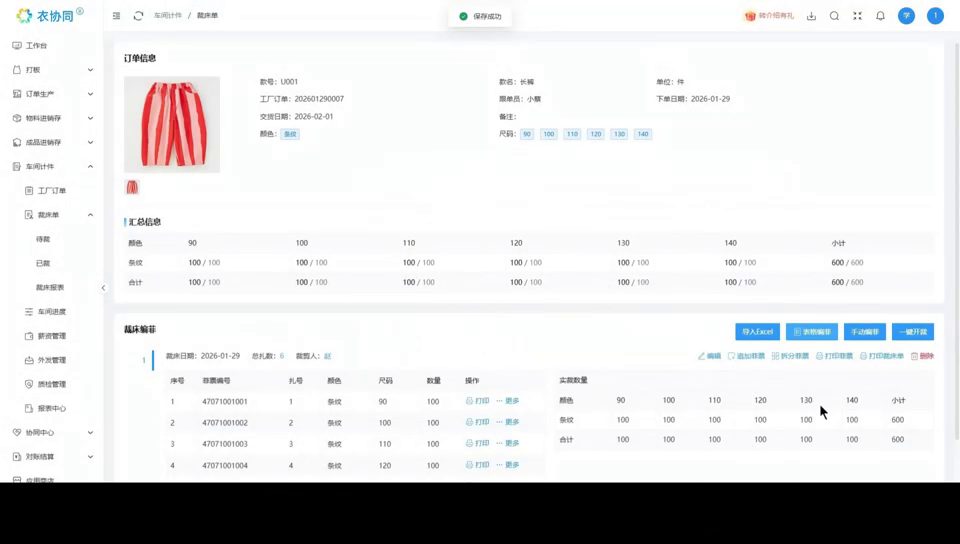 衣协同®
车间计件 / 裁床单
保存成功
转介绍有礼
学
1
工作台
打板
订单生产
物料进销存
成品进销存
车间计件
工厂订单
裁床单
待裁
已裁
裁床报表
车间进度
薪资管理
外发管理
质检管理
报表中心
协同中心
对账结算
应用商店
订单信息
款号: U001
款名: 长裤
单位: 件
工厂订单: 202601290007
跟单员: 小蔡
下单日期: 2026-01-29
交货日期: 2026-02-01
备注:
颜色: 条纹
尺码: 90 100 110 120 130 140
汇总信息
颜色 90 100 110 120 130 140 小计
条纹 100 / 100 100 / 100 100 / 100 100 / 100 100 / 100 100 / 100 600 / 600
合计 100 / 100 100 / 100 100 / 100 100 / 100 100 / 100 100 / 100 600 / 600
裁床编菲
导入Excel 表格编菲 手动编菲 一键开裁
1 裁床日期: 2026-01-29 总扎数: 6 裁剪人: 赵
编辑 追加菲票 拆分菲票 打印菲票 打印裁床单 删除
序号 菲票编号 扎号 颜色 尺码 数量 操作
1 47071001001 1 条纹 90 100 打印 ··· 更多
2 47071001002 2 条纹 100 100 打印 ··· 更多
3 47071001003 3 条纹 110 100 打印 ··· 更多
4 47071001004 4 条纹 120 100 打印 ··· 更多
实裁数量
颜色 90 100 110 120 130 140 小计
条纹 100 100 100 100 100 100 600
合计 100 100 100 100 100 100 600